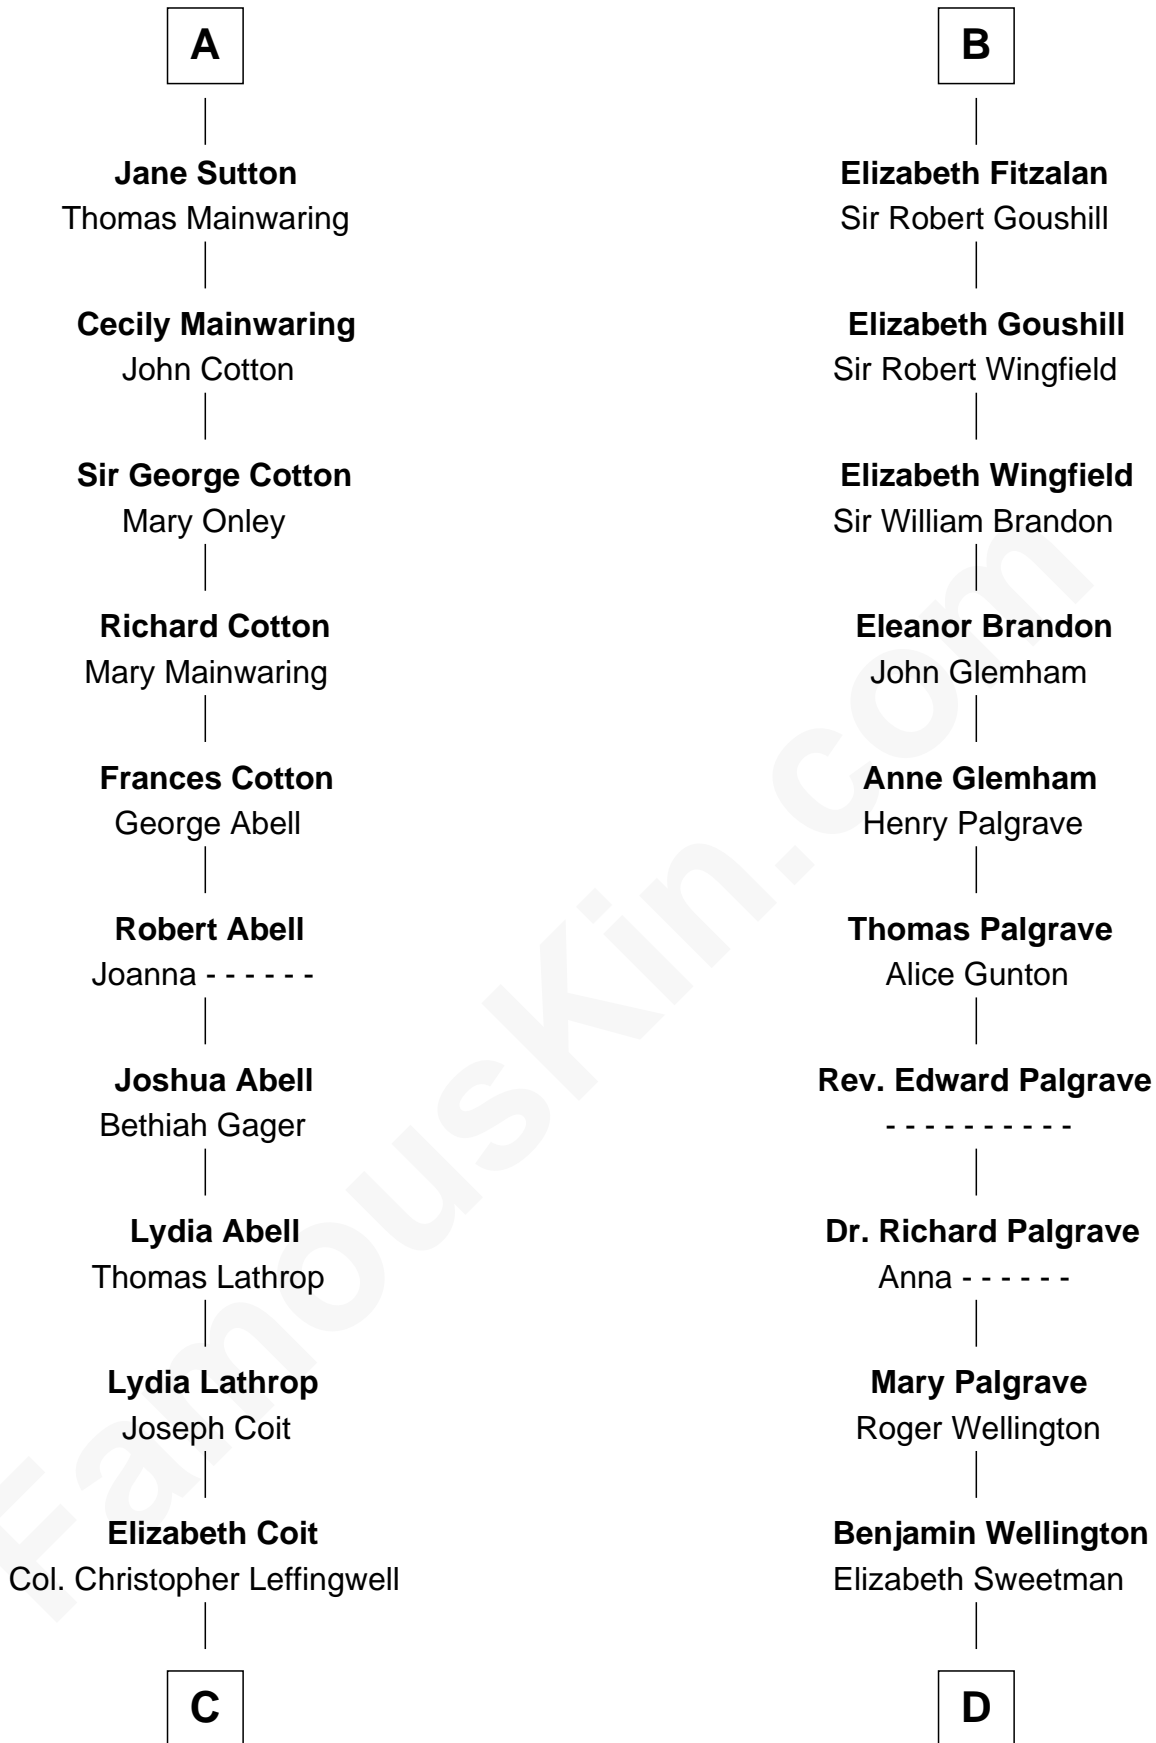 A
Jane Sutton
Thomas Mainwaring
Cecily Mainwaring
John Cotton
Sir George Cotton
Mary Onley
Richard Cotton
Mary Mainwaring
Frances Cotton
George Abell
Robert Abell
Joanna - - - - - -
Joshua Abell
Bethiah Gager
Lydia Abell
Thomas Lathrop
Lydia Lathrop
Joseph Coit
Elizabeth Coit
Col. Christopher Leffingwell
C
B
Elizabeth Fitzalan
Sir Robert Goushill
Elizabeth Goushill
Sir Robert Wingfield
Elizabeth Wingfield
Sir William Brandon
Eleanor Brandon
John Glemham
Anne Glemham
Henry Palgrave
Thomas Palgrave
Alice Gunton
Rev. Edward Palgrave
- - - - - - - - - -
Dr. Richard Palgrave
Anna - - - - - -
Mary Palgrave
Roger Wellington
Benjamin Wellington
Elizabeth Sweetman
D
FamousKin.com